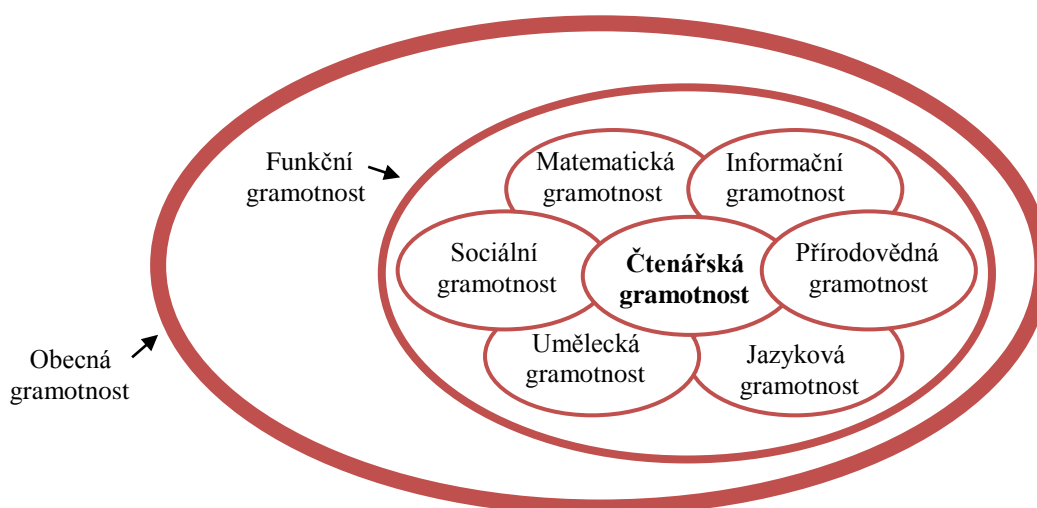 Funkční
gramotnost
Matematická
gramotnost
Informační
gramotnost
Sociální
gramotnost
Čtenářská
gramotnost
Přírodovědná
gramotnost
Umělecká
gramotnost
Jazyková
gramotnost
Obecná
gramotnost